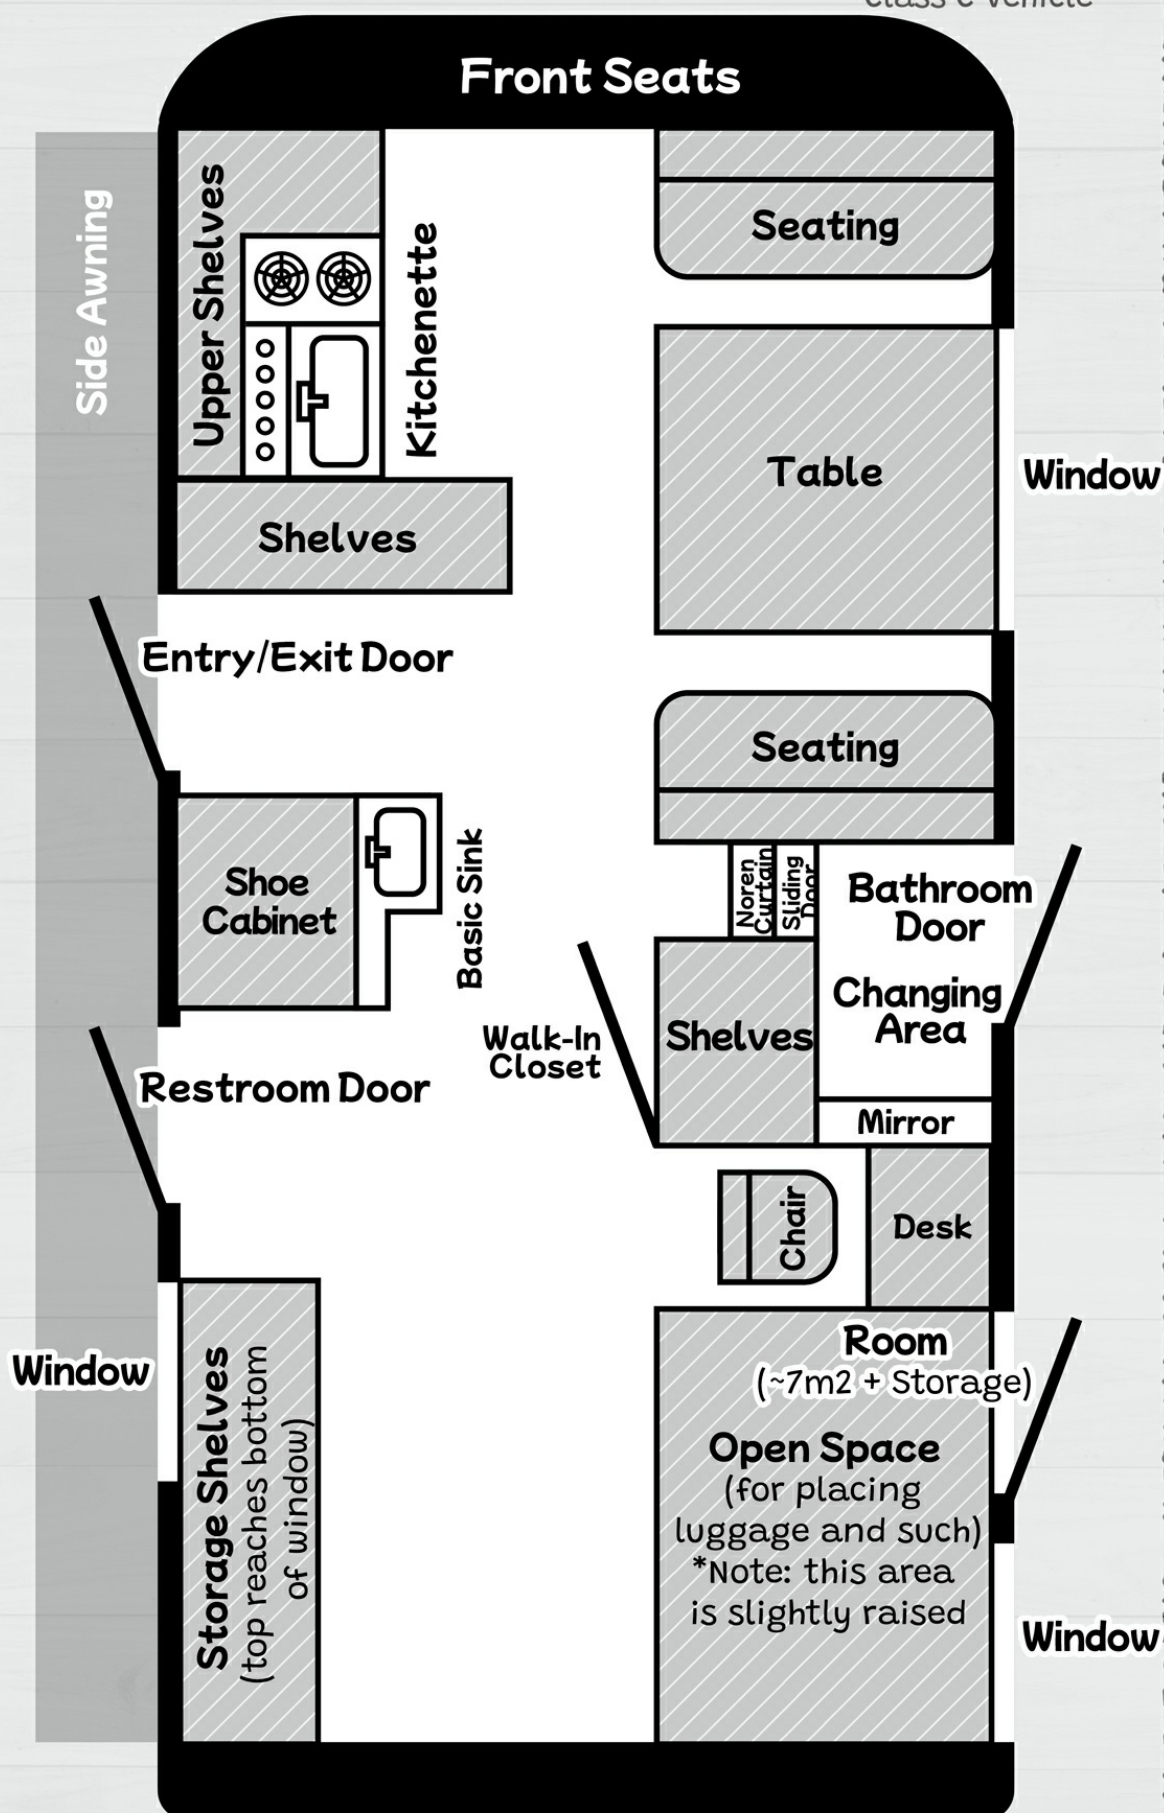 Class C Vehicle
Front Seats
Side Awning
Upper Shelves
Kitchenette
Seating
Table
Window
Shelves
Entry/Exit Door
Seating
Shoe
Cabinet
Basic Sink
Noren
Curtain
Sliding
Door
Bathroom
Door
Changing
Area
Walk-In
Closet
Shelves
Restroom Door
Mirror
Chair
Desk
Window
Storage Shelves
(top reaches bottom
of window)
Room
(~7m2 + Storage)
Open Space
(for placing
luggage and such)
*Note: this area
is slightly raised
Window